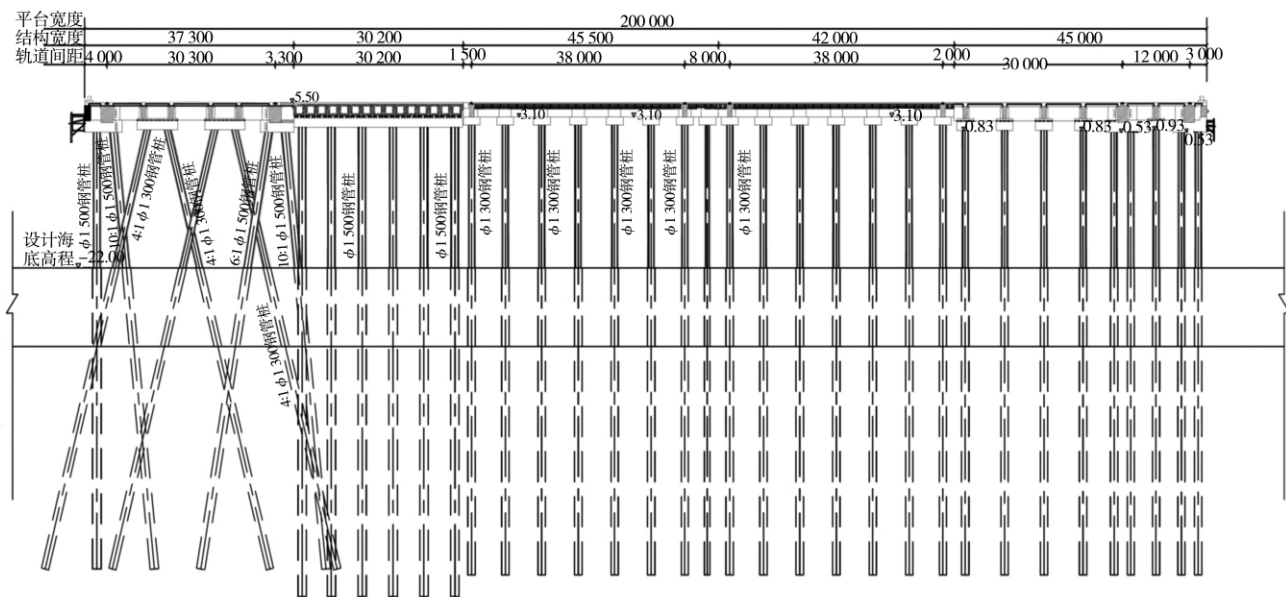 平台宽度 200 000
结构宽度 37 300 30 200 45 500 42 000 45 000
轨道间距 4 000 30 300 3 300 30 200 1 500 38 000 8 000 38 000 2 000 30 000 12 000 3 000
5.50
3.10 3.10 3.10
0.83 0.83 0.53 0.93 0.53
φ1 500钢管桩
10:1 φ1 500钢管桩
4:1 φ1 300钢管桩
4:1 φ1 300钢管桩
6:1 φ1 500钢管桩
10:1 φ1 500钢管桩
φ1 500钢管桩
φ1 500钢管桩
φ1 300钢管桩
φ1 300钢管桩
φ1 300钢管桩
φ1 300钢管桩
φ1 300钢管桩
设计海
底高程 -22.00
4:1 φ1 300钢管桩